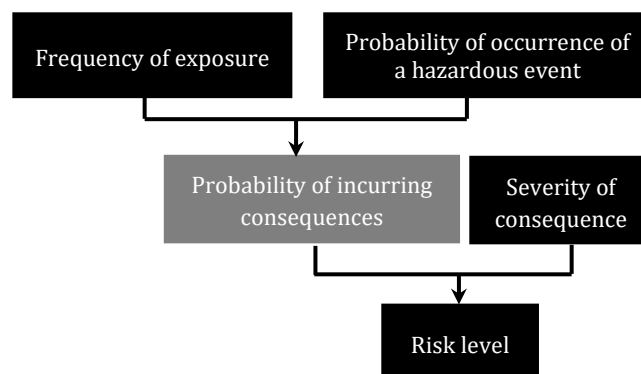 Frequency of exposure
Probability of occurrence of
a hazardous event
Probability of incurring
consequences
Severity of
consequence
Risk level